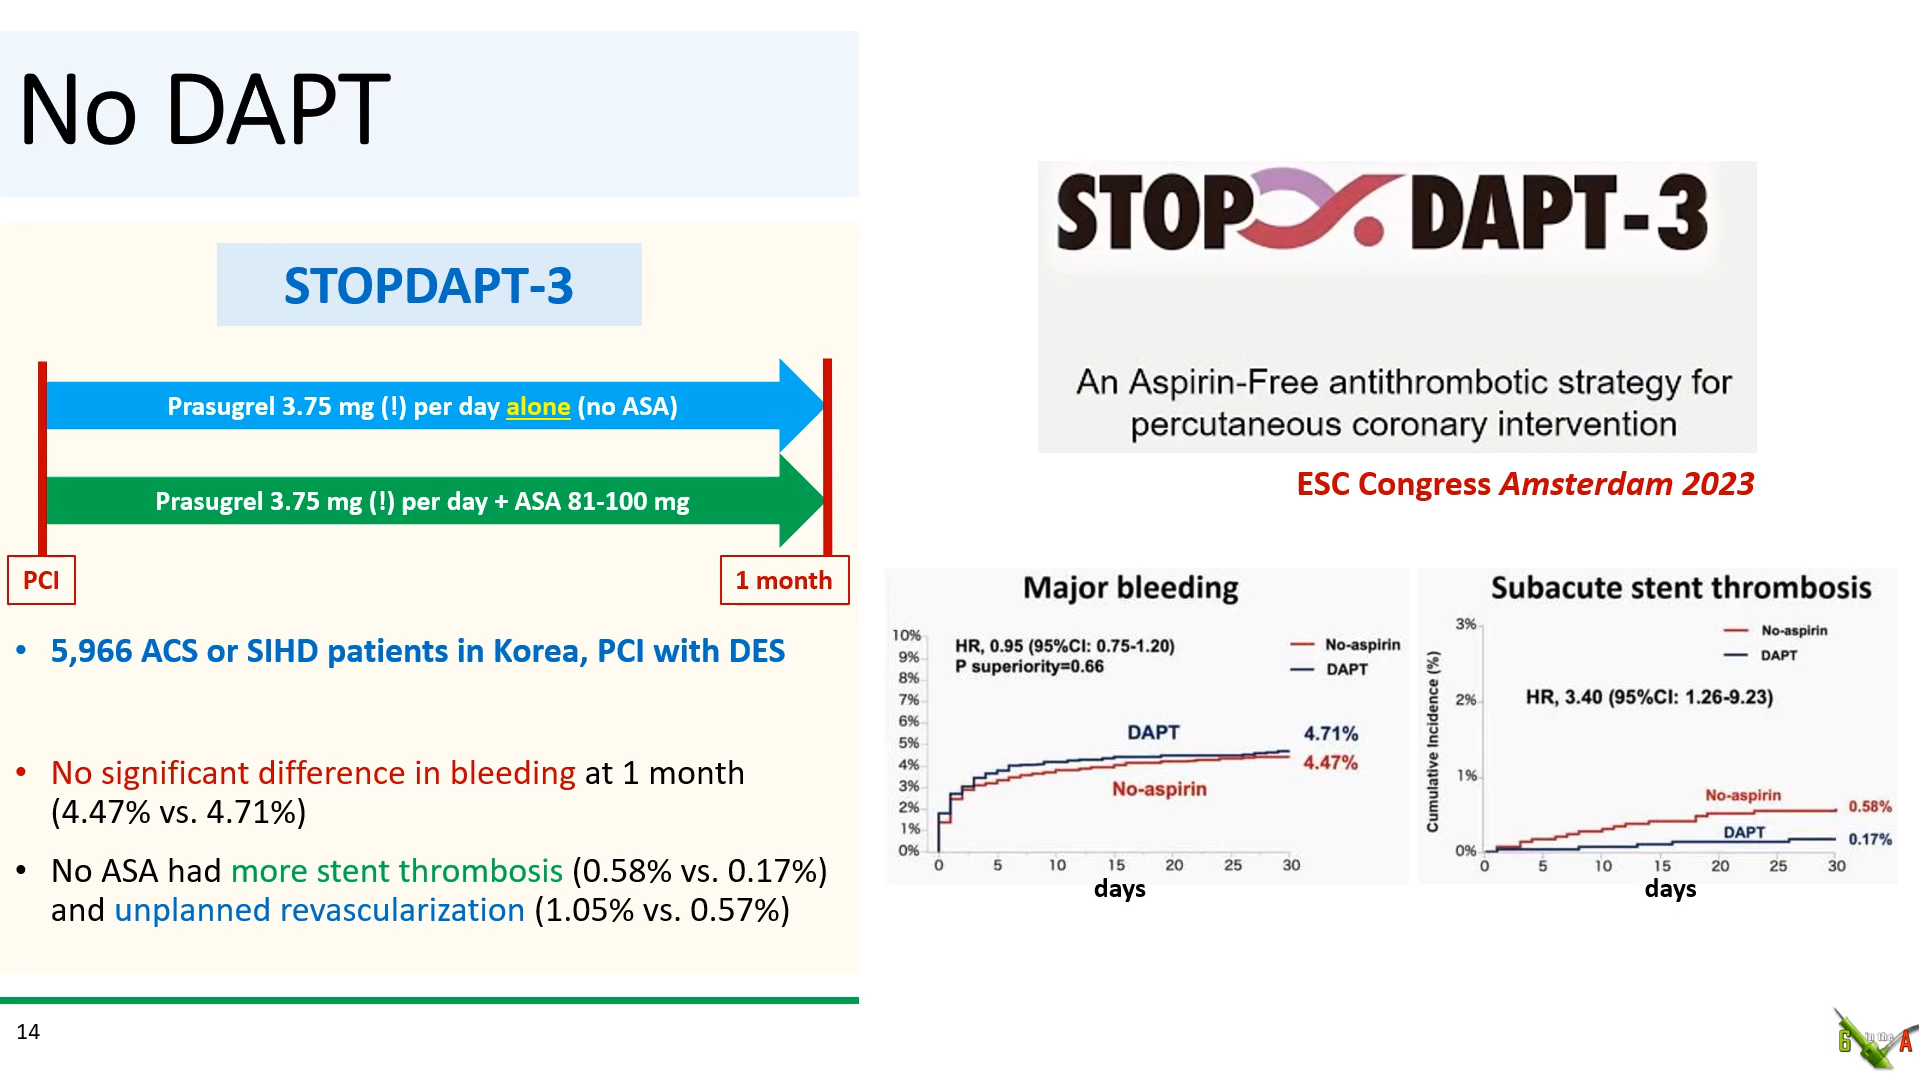 No DAPT
STOPDAPT-3
Prasugrel 3.75 mg (!) per day alone (no ASA)
Prasugrel 3.75 mg (!) per day + ASA 81-100 mg
PCI
1 month
• 5,966 ACS or SIHD patients in Korea, PCI with DES
• No significant difference in bleeding at 1 month
(4.47% vs. 4.71%)
• No ASA had more stent thrombosis (0.58% vs. 0.17%)
and unplanned revascularization (1.05% vs. 0.57%)
14
STOP DAPT-3
An Aspirin-Free antithrombotic strategy for
percutaneous coronary intervention
ESC Congress Amsterdam 2023
Major bleeding
HR, 0.95 (95%CI: 0.75-1.20)
P superiority=0.66
No-aspirin
DAPT
10%
9%
8%
7%
6%
5%
4%
3%
2%
1%
0%
DAPT
4.71%
No-aspirin
4.47%
0 5 10 15 20 25 30
days
Subacute stent thrombosis
No-aspirin
DAPT
HR, 3.40 (95%CI: 1.26-9.23)
Cumulative Incidence (%)
3%
2%
1%
0%
No-aspirin
0.58%
DAPT
0.17%
0 5 10 15 20 25 30
days
6 in the A